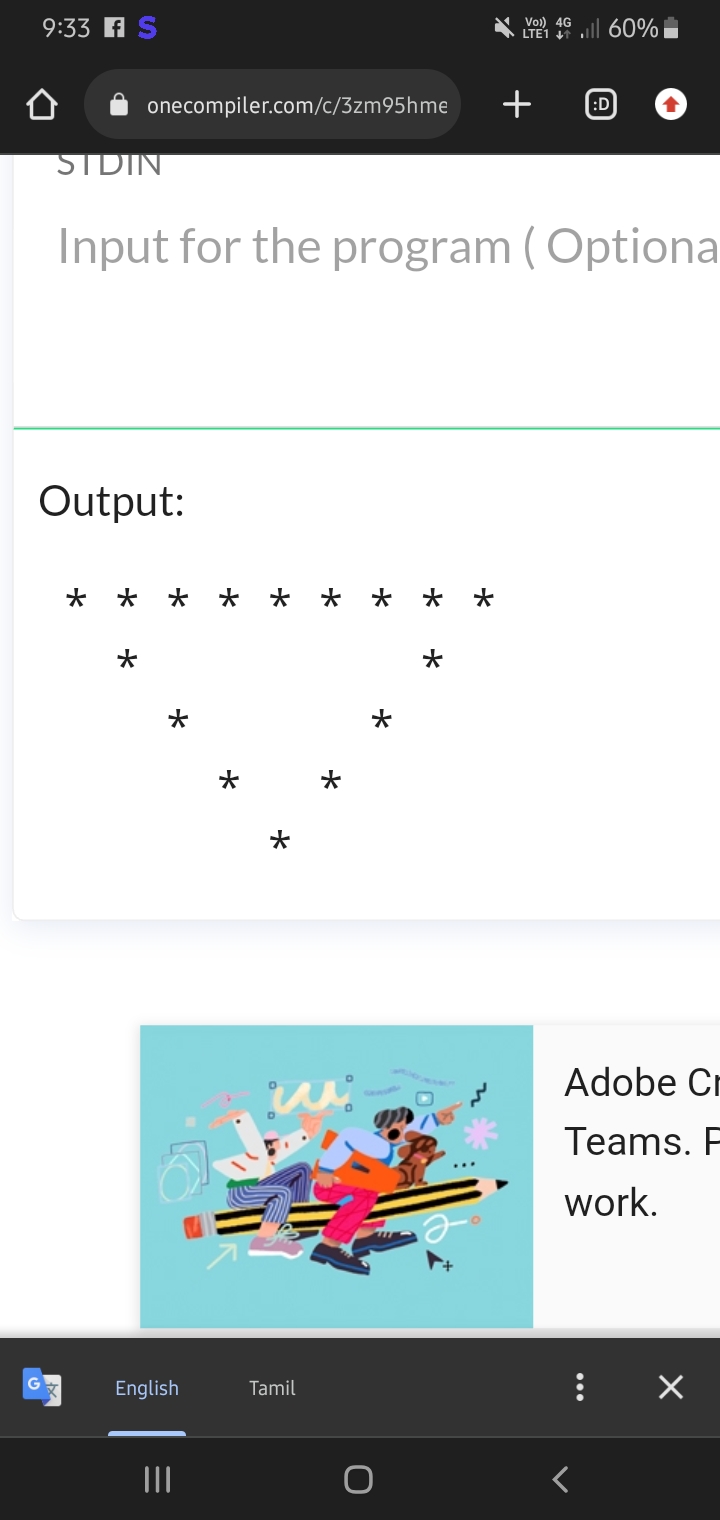 9:33
Vo)) 4G
LTE1
60%
onecompiler.com/c/3zm95hme
:D
STDIN
Input for the program ( Optiona
Output:
* * * * * * * * *
* *
* *
* *
*
Adobe Cr
Teams. P
work.
English Tamil